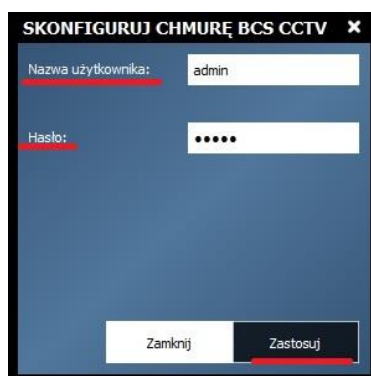 SKONFIGURUJ CHMURĘ BCS CCTV ×
Nazwa użytkownika: admin
Hasło: •••••
Zamknij Zastosuj